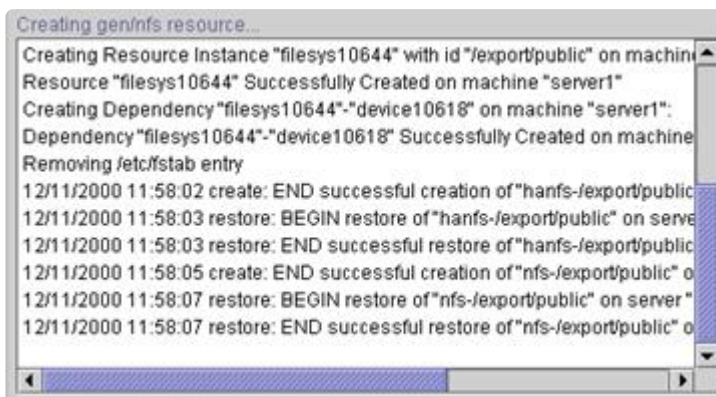 Creating gen/nfs resource...
Creating Resource Instance "filesys10644" with id "/export/public" on machin
Resource "filesys10644" Successfully Created on machine "server1"
Creating Dependency "filesys10644"-"device10618" on machine "server1":
Dependency "filesys10644"-"device10618" Successfully Created on machine
Removing /etc/fstab entry
12/11/2000 11:58:02 create: END successful creation of "hanfs-/export/public
12/11/2000 11:58:03 restore: BEGIN restore of "hanfs-/export/public" on serve
12/11/2000 11:58:03 restore: END successful restore of "hanfs-/export/public
12/11/2000 11:58:05 create: END successful creation of "nfs-/export/public" o
12/11/2000 11:58:07 restore: BEGIN restore of "nfs-/export/public" on server "
12/11/2000 11:58:07 restore: END successful restore of "nfs-/export/public" o